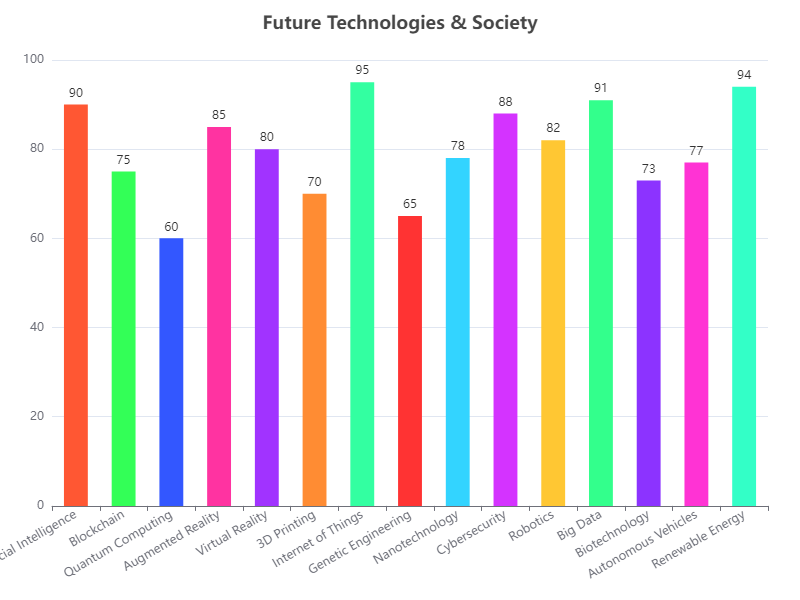 Future Technologies & Society
100
80
60
40
20
0
90
75
60
85
80
70
95
65
78
88
82
91
73
77
94
cial Intelligence
Blockchain
Quantum Computing
Augmented Reality
Virtual Reality
3D Printing
Internet of Things
Genetic Engineering
Nanotechnology
Cybersecurity
Robotics
Big Data
Biotechnology
Autonomous Vehicles
Renewable Energy